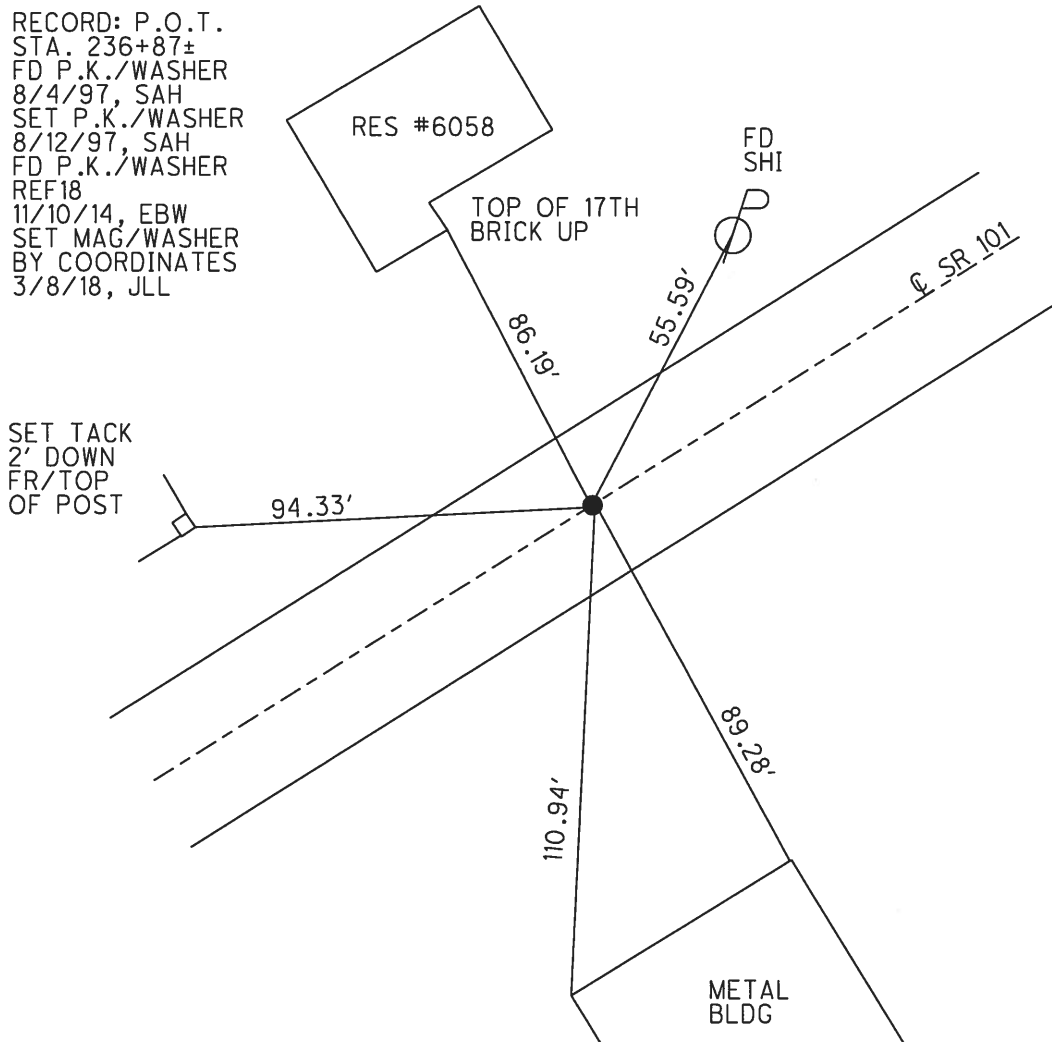 RECORD: P.O.T.
STA. 236+87±
FD P.K./WASHER
8/4/97, SAH
SET P.K./WASHER
8/12/97, SAH
FD P.K./WASHER
REF18
11/10/14, EBW
SET MAG/WASHER
BY COORDINATES
3/8/18, JLL
RES #6058
FD
SHI
TOP OF 17TH
BRICK UP
℄ SR 101
55.59'
86.19'
SET TACK
2' DOWN
FR/TOP
OF POST
94.33'
89.28'
110.94'
METAL
BLDG